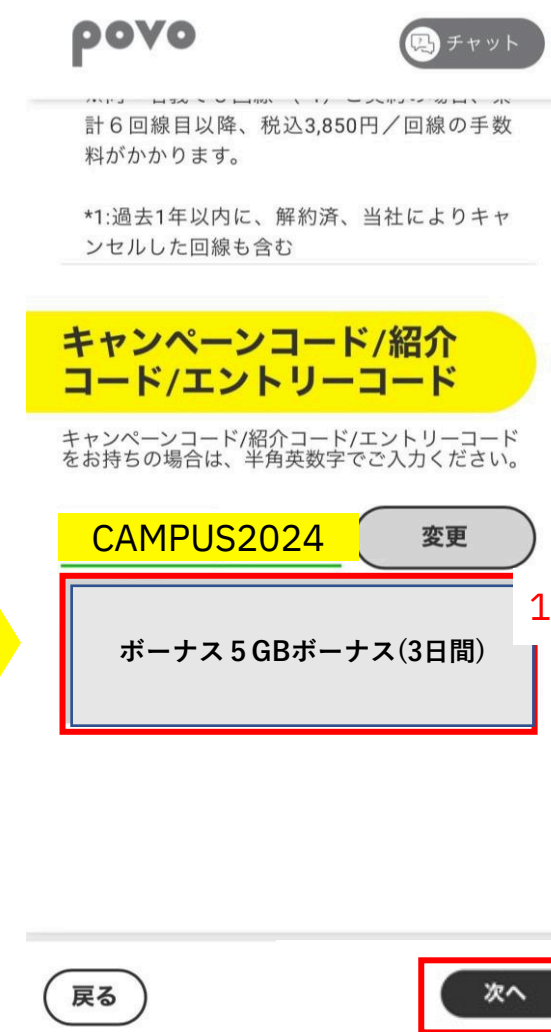 povo
チャット
計６回線目以降、税込3,850円／回線の手数
料がかかります。
*1:過去1年以内に、解約済、当社によりキャ
ンセルした回線も含む
キャンペーンコード/紹介
コード/エントリーコード
キャンペーンコード/紹介コード/エントリーコード
をお持ちの場合は、半角英数字でご入力ください。
CAMPUS2024
変更
1
ボーナス５GBボーナス(3日間)
戻る
次へ